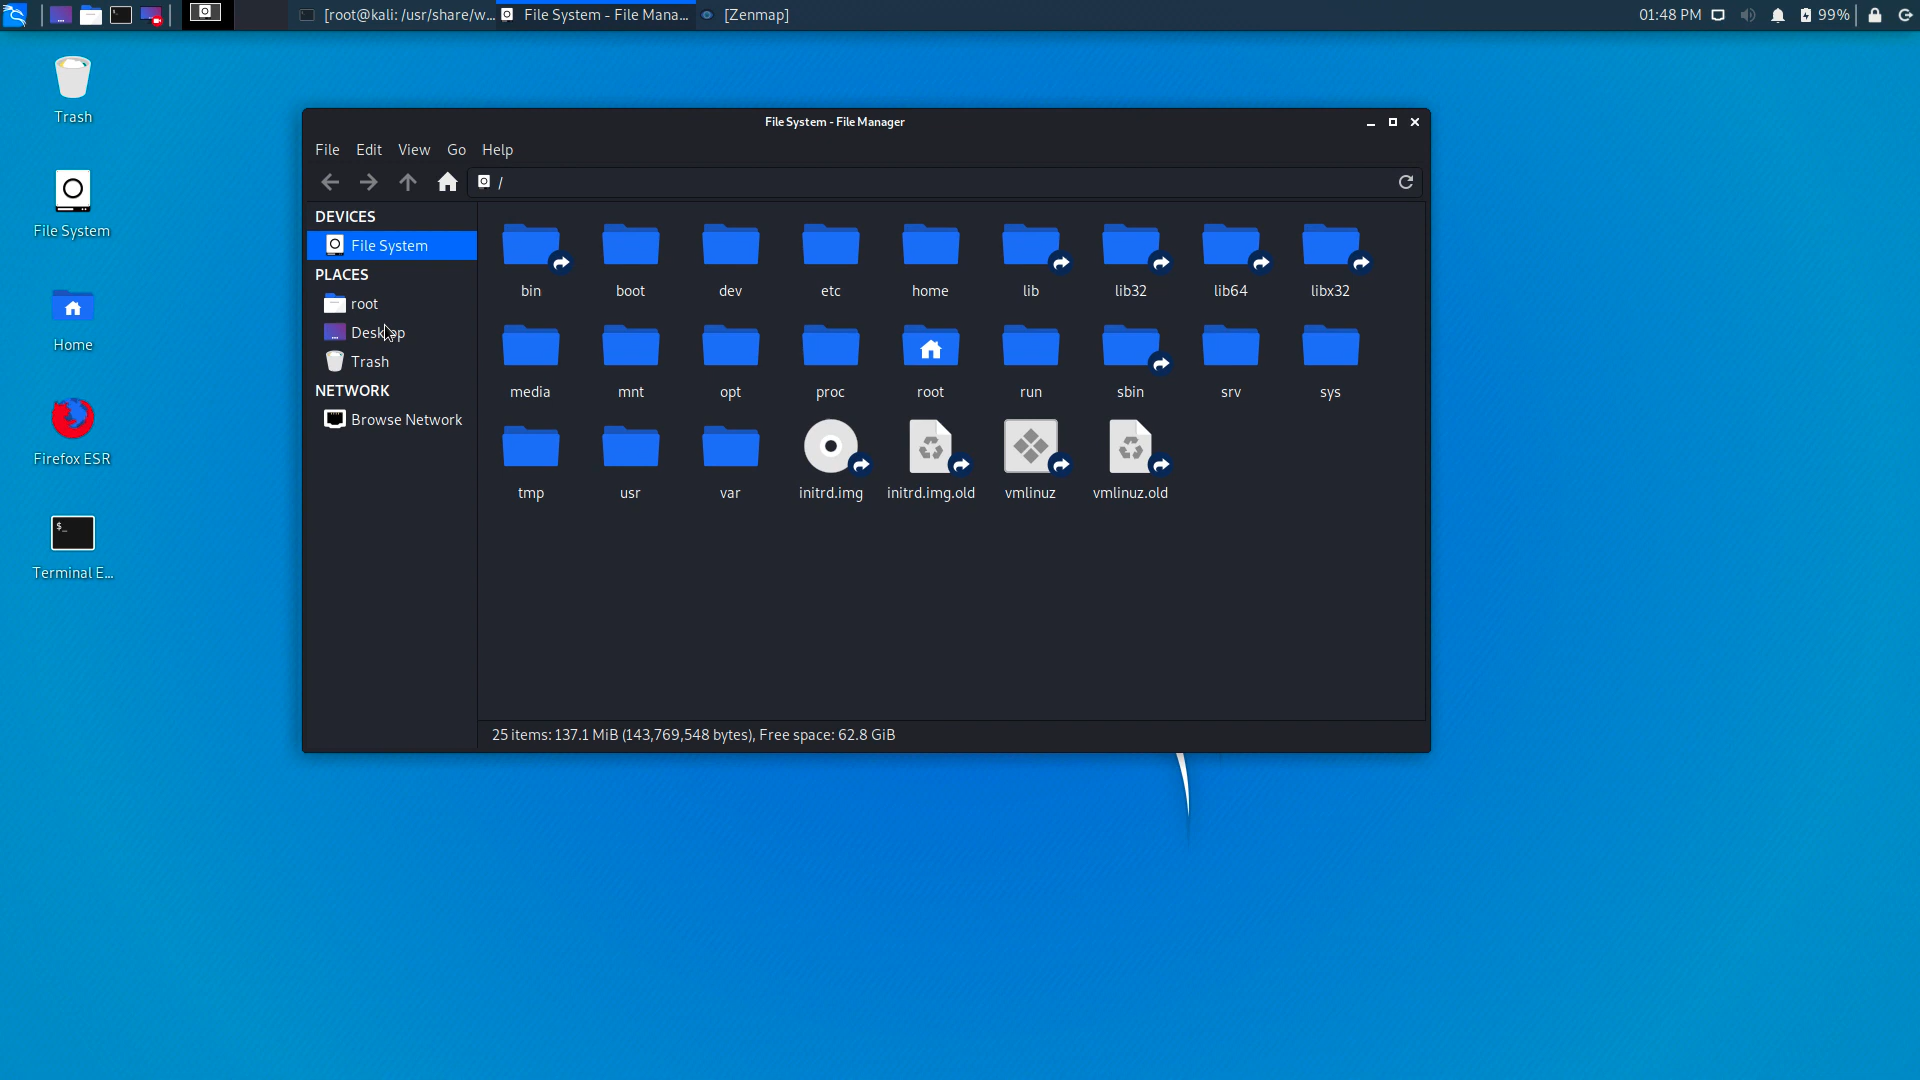 [root@kali: /usr/share/w...
File System - File Mana...
[Zenmap]
01:48 PM
99%
Trash
File System
Home
Firefox ESR
$_
Terminal E...
File System - File Manager
File Edit View Go Help
/
DEVICES
File System
PLACES
root
Desktop
Trash
NETWORK
Browse Network
bin boot dev etc home lib lib32 lib64 libx32
media mnt opt proc root run sbin srv sys
tmp usr var initrd.img initrd.img.old vmlinuz vmlinuz.old
25 items: 137.1 MiB (143,769,548 bytes), Free space: 62.8 GiB